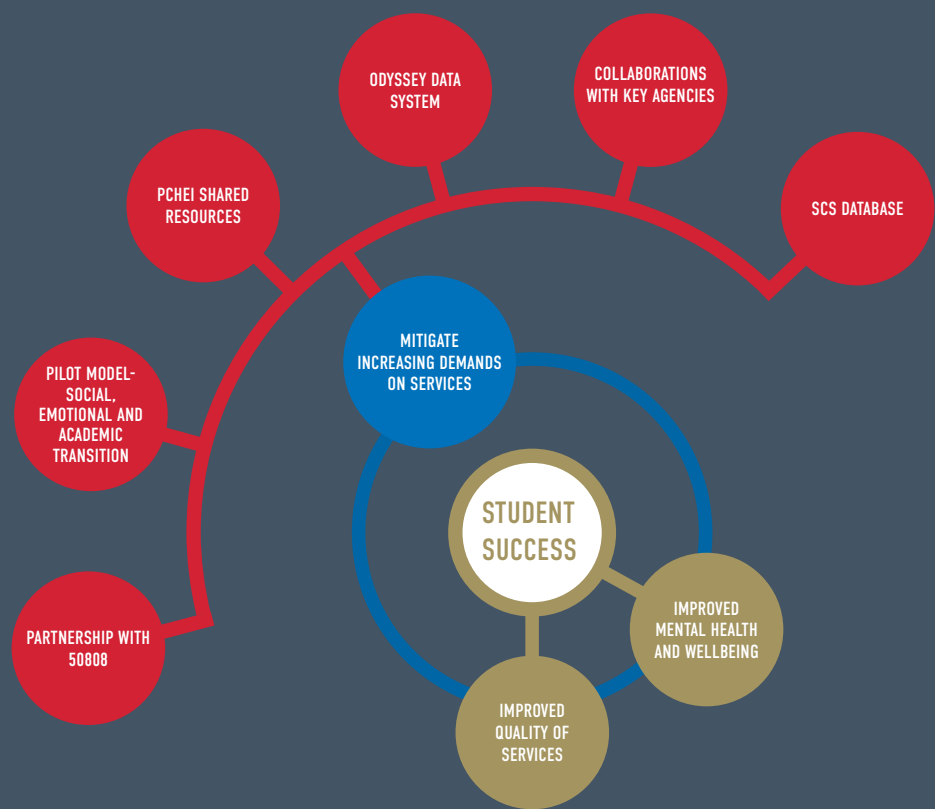 ODYSSEY DATA
SYSTEM
COLLABORATIONS
WITH KEY AGENCIES
PCHEI SHARED
RESOURCES
SCS DATABASE
MITIGATE
INCREASING DEMANDS
ON SERVICES
PILOT MODEL-
SOCIAL,
EMOTIONAL AND
ACADEMIC
TRANSITION
STUDENT
SUCCESS
PARTNERSHIP WITH
50808
IMPROVED
MENTAL HEALTH
AND WELLBEING
IMPROVED
QUALITY OF
SERVICES